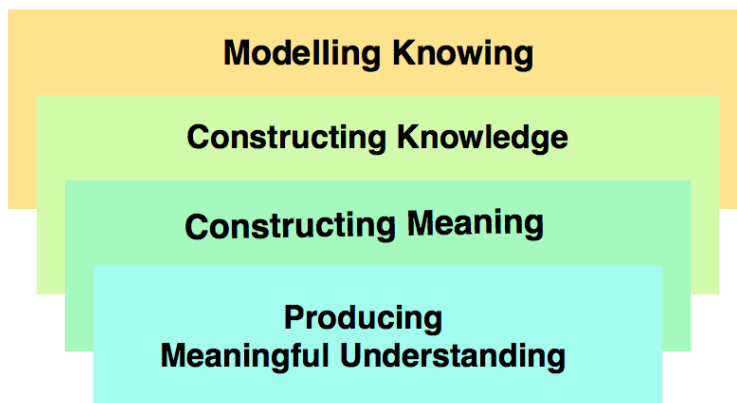 Modelling Knowing
Constructing Knowledge
Constructing Meaning
Producing
Meaningful Understanding